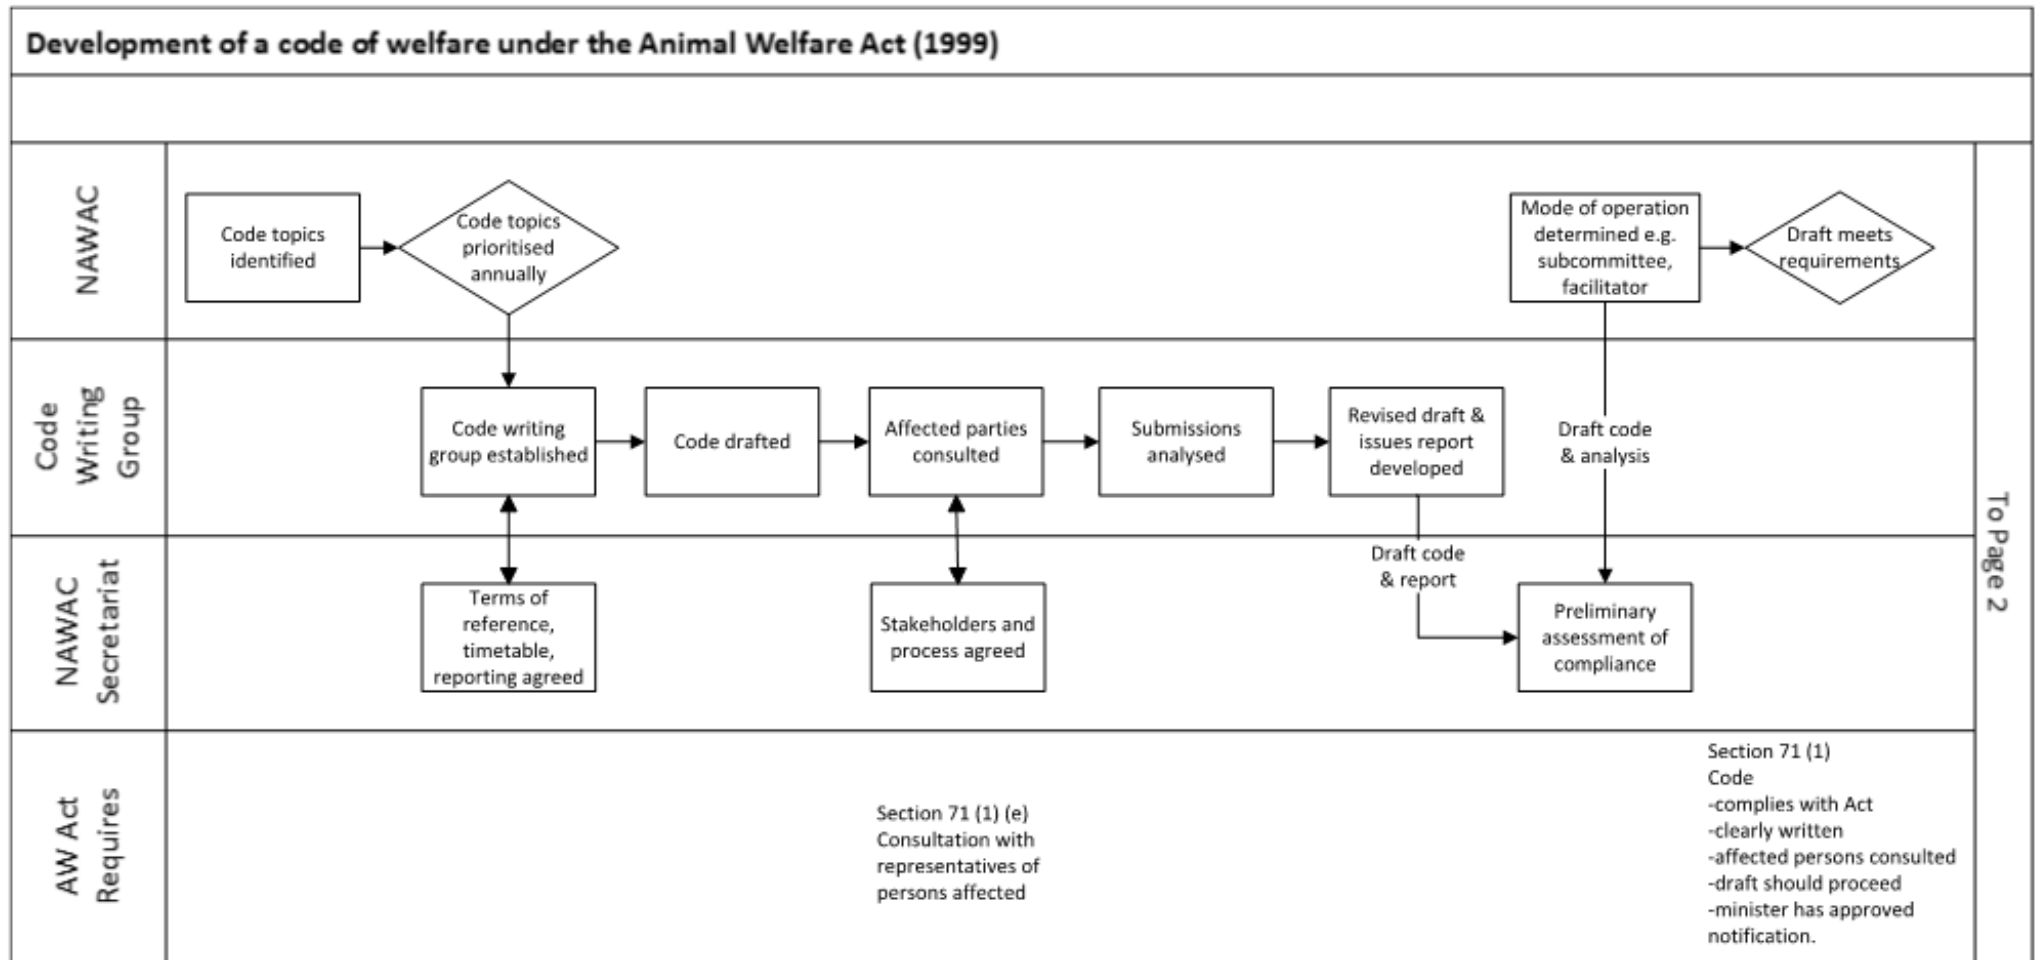 Development of a code of welfare under the Animal Welfare Act (1999)
NAWAC
Code topics
identified
Code topics
prioritised
annually
Mode of operation
determined e.g.
subcommittee,
facilitator
Draft meets
requirements
Code
Writing
Group
Code writing
group established
Code drafted
Affected parties
consulted
Submissions
analysed
Revised draft &
issues report
developed
Draft code
& analysis
NAWAC
Secretariat
Terms of
reference,
timetable,
reporting agreed
Stakeholders and
process agreed
Draft code
& report
Preliminary
assessment of
compliance
AW Act
Requires
Section 71 (1) (e)
Consultation with
representatives of
persons affected
Section 71 (1)
Code
-complies with Act
-clearly written
-affected persons consulted
-draft should proceed
-minister has approved
notification.
To Page 2